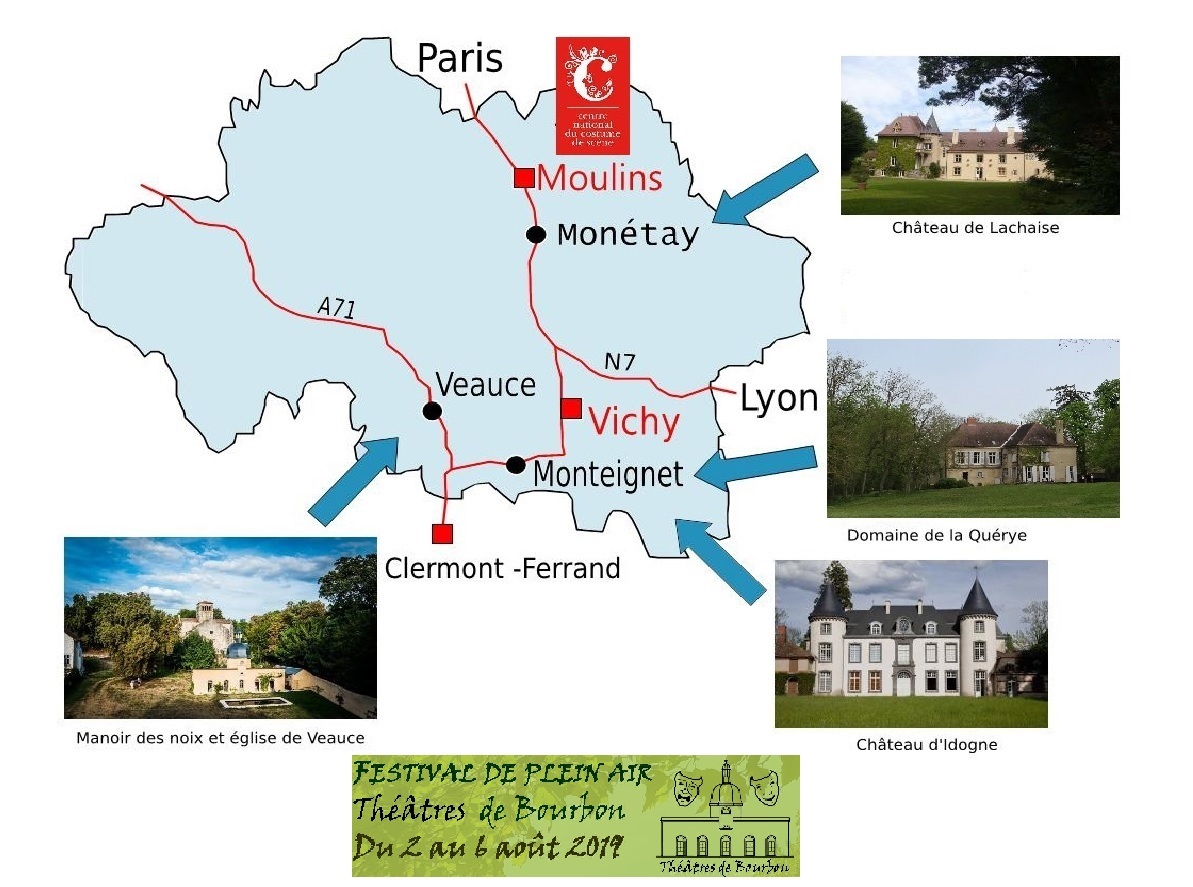 Paris
centre
national
du costume
de scène
Moulins
Monétay
Château de Lachaise
A71
N7
Veauce
Lyon
Vichy
Monteignet
Domaine de la Quérye
Clermont -Ferrand
Manoir des noix et église de Veauce
Château d'Idogne
FESTIVAL DE PLEIN AIR
Théâtres de Bourbon
Du 2 au 6 août 2019
Théâtres de Bourbon